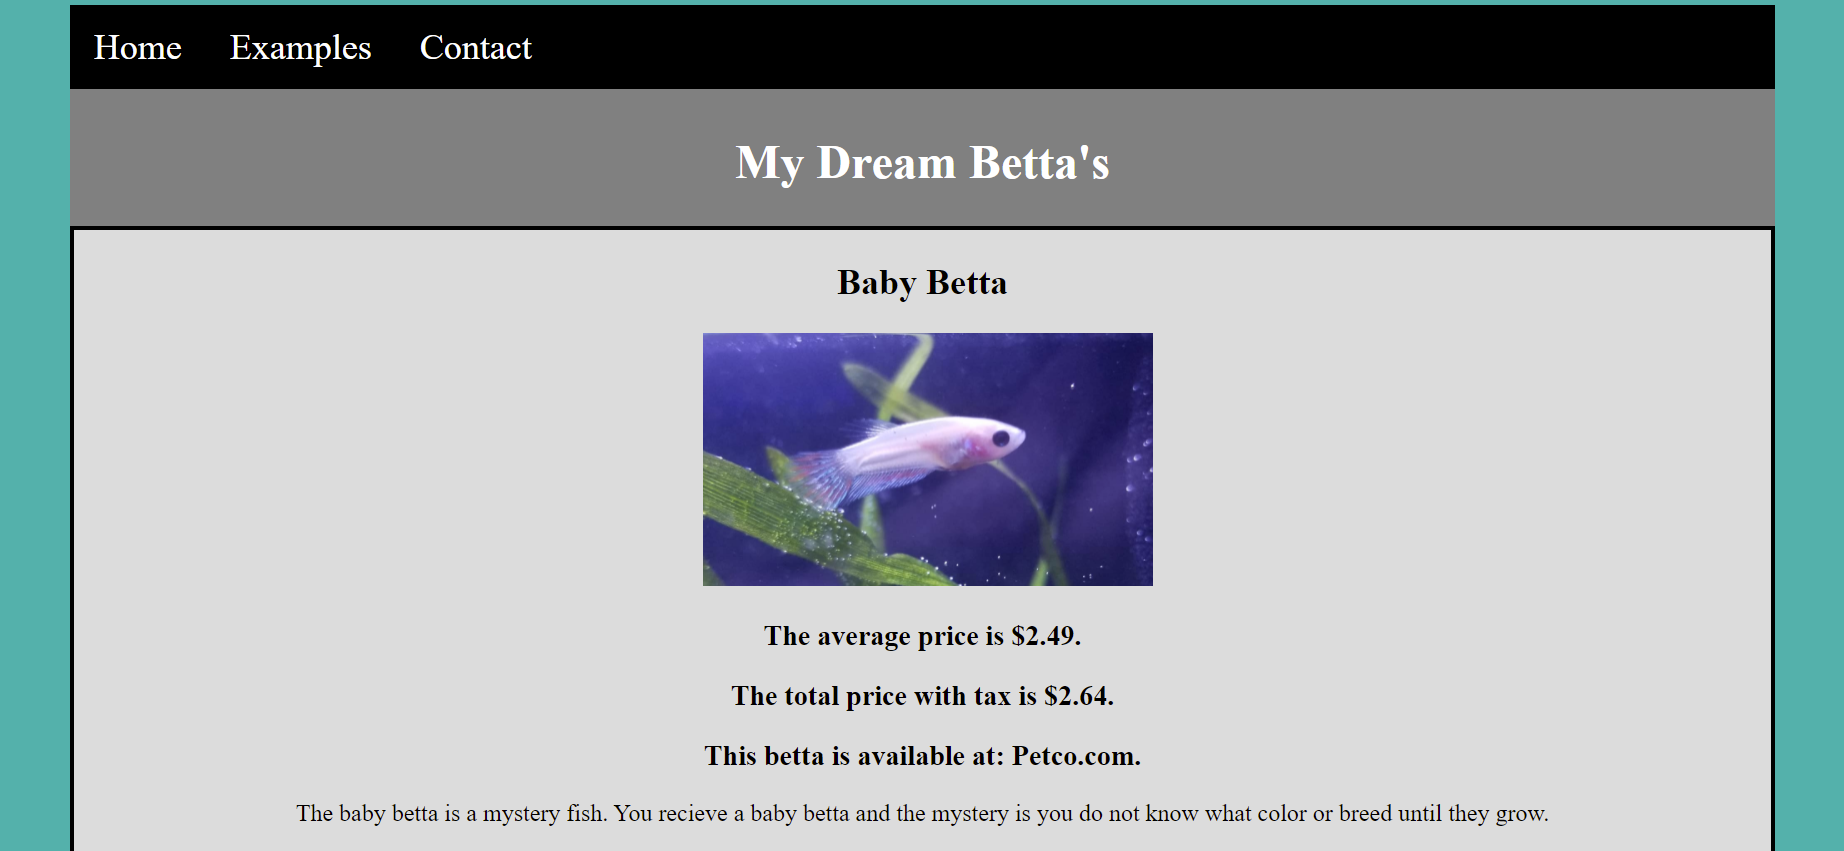 Home Examples Contact
My Dream Betta's
Baby Betta
The average price is $2.49.
The total price with tax is $2.64.
This betta is available at: Petco.com.
The baby betta is a mystery fish. You recieve a baby betta and the mystery is you do not know what color or breed until they grow.